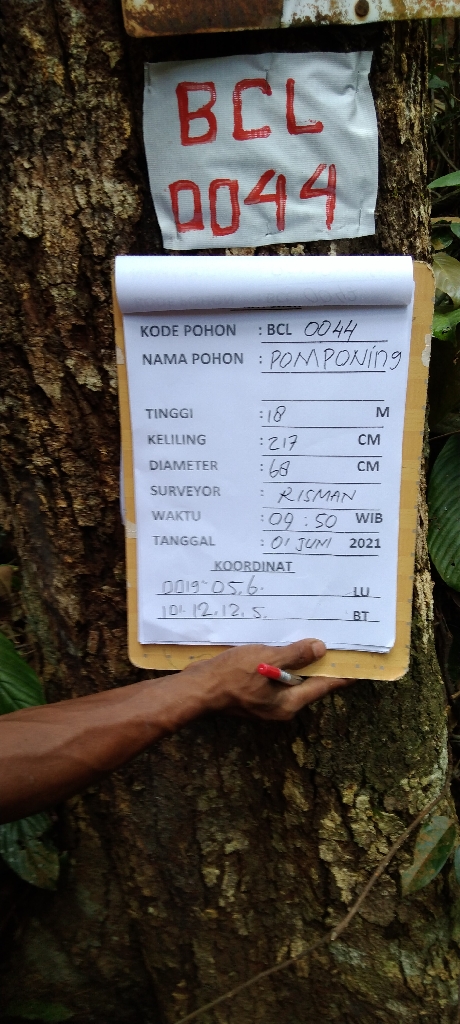 BCL
0044
KODE POHON : BCL 0044
NAMA POHON : POMPONing
TINGGI : 18 M
KELILING : 217 CM
DIAMETER : 68 CM
SURVEYOR : RISMAN
WAKTU : 09:50 WIB
TANGGAL : 01 JUNI 2021
KOORDINAT
0019 05.6. LU
101.12.12.5. BT